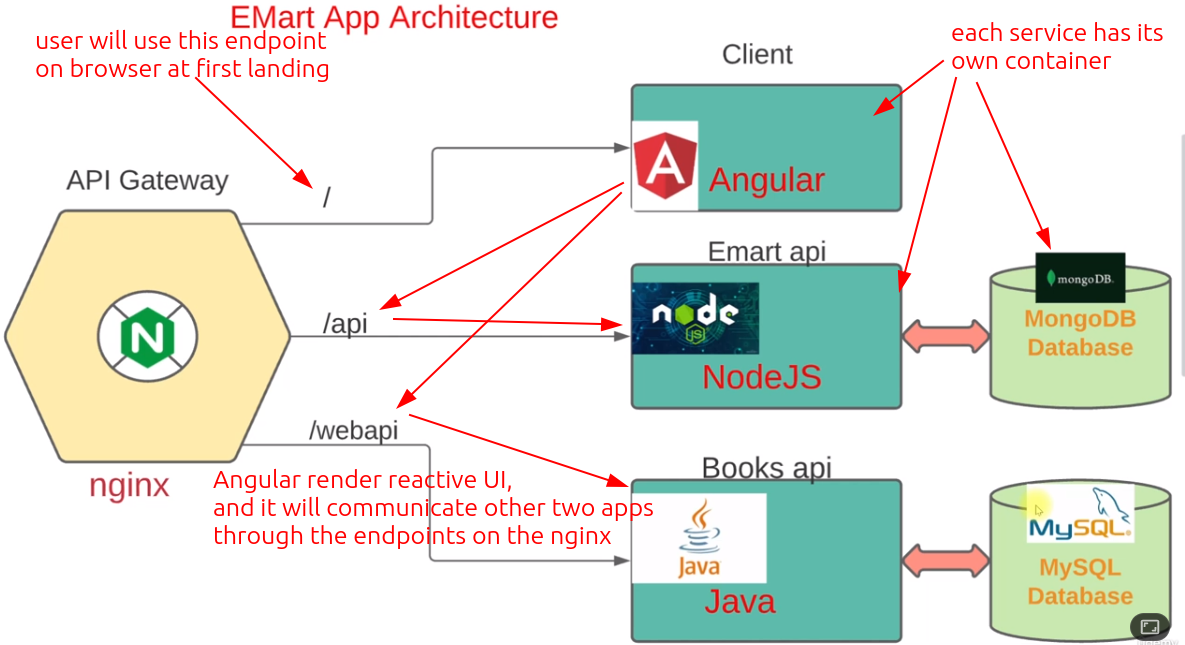 EMart App Architecture
user will use this endpoint
on browser at first landing
each service has its
own container
Client
API Gateway
/
Angular
Emart api
node
JS
mongoDB
MongoDB
Database
/api
NodeJS
N
/webapi
nginx
Angular render reactive UI,
and it will communicate other two apps
through the endpoints on the nginx
Books api
Java
Java
MySQL
MySQL
Database